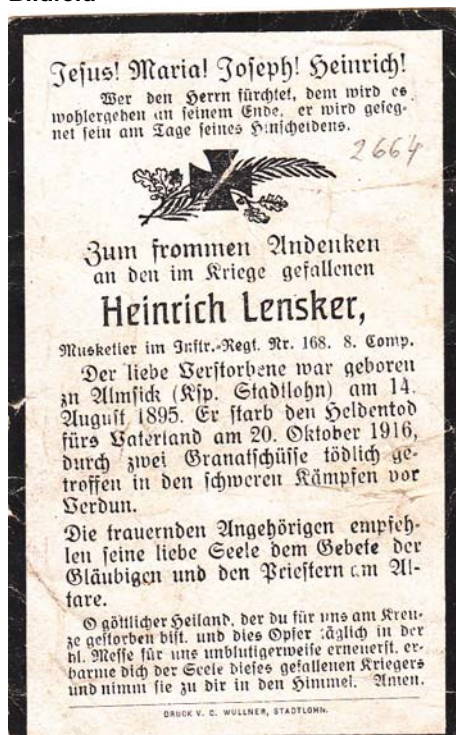 Jesus! Maria! Joseph! Heinrich!
Wer den Herrn fürchtet, dem wird es
wohlergehen an seinem Ende, er wird geseg-
net sein am Tage seines Hinscheidens.
2664
Zum frommen Andenken
an den im Kriege gefallenen
Heinrich Lensker,
Musketier im Inftr.-Regt. Nr. 168. 8. Comp.
Der liebe Verstorbene war geboren
zu Almsick (Ksp. Stadtlohn) am 14.
August 1895. Er starb den Heldentod
fürs Vaterland am 20. Oktober 1916,
durch zwei Granatschüsse tödlich ge-
troffen in den schweren Kämpfen vor
Verdun.
Die trauernden Angehörigen empfeh-
len seine liebe Seele dem Gebete der
Gläubigen und den Priestern am Al-
tare.
O göttlicher Heiland, der du für uns am Kreu-
ze gestorben bist, und dies Opfer täglich in der
hl. Messe für uns unblutigerweise erneuerst, er-
barme dich der Seele dieses gefallenen Kriegers
und nimm sie zu dir in den Himmel. Amen.
DRUCK V. C. WÜLLNER, STADTLOHN.